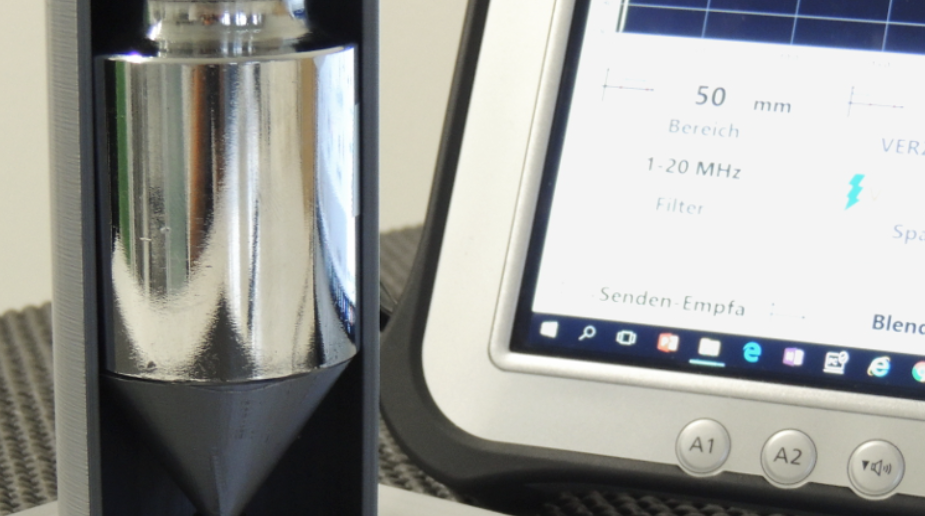 50 mm
Bereich
1-20 MHz
Filter
VERZ
Spa
Senden-Empfa
Blend
A1
A2